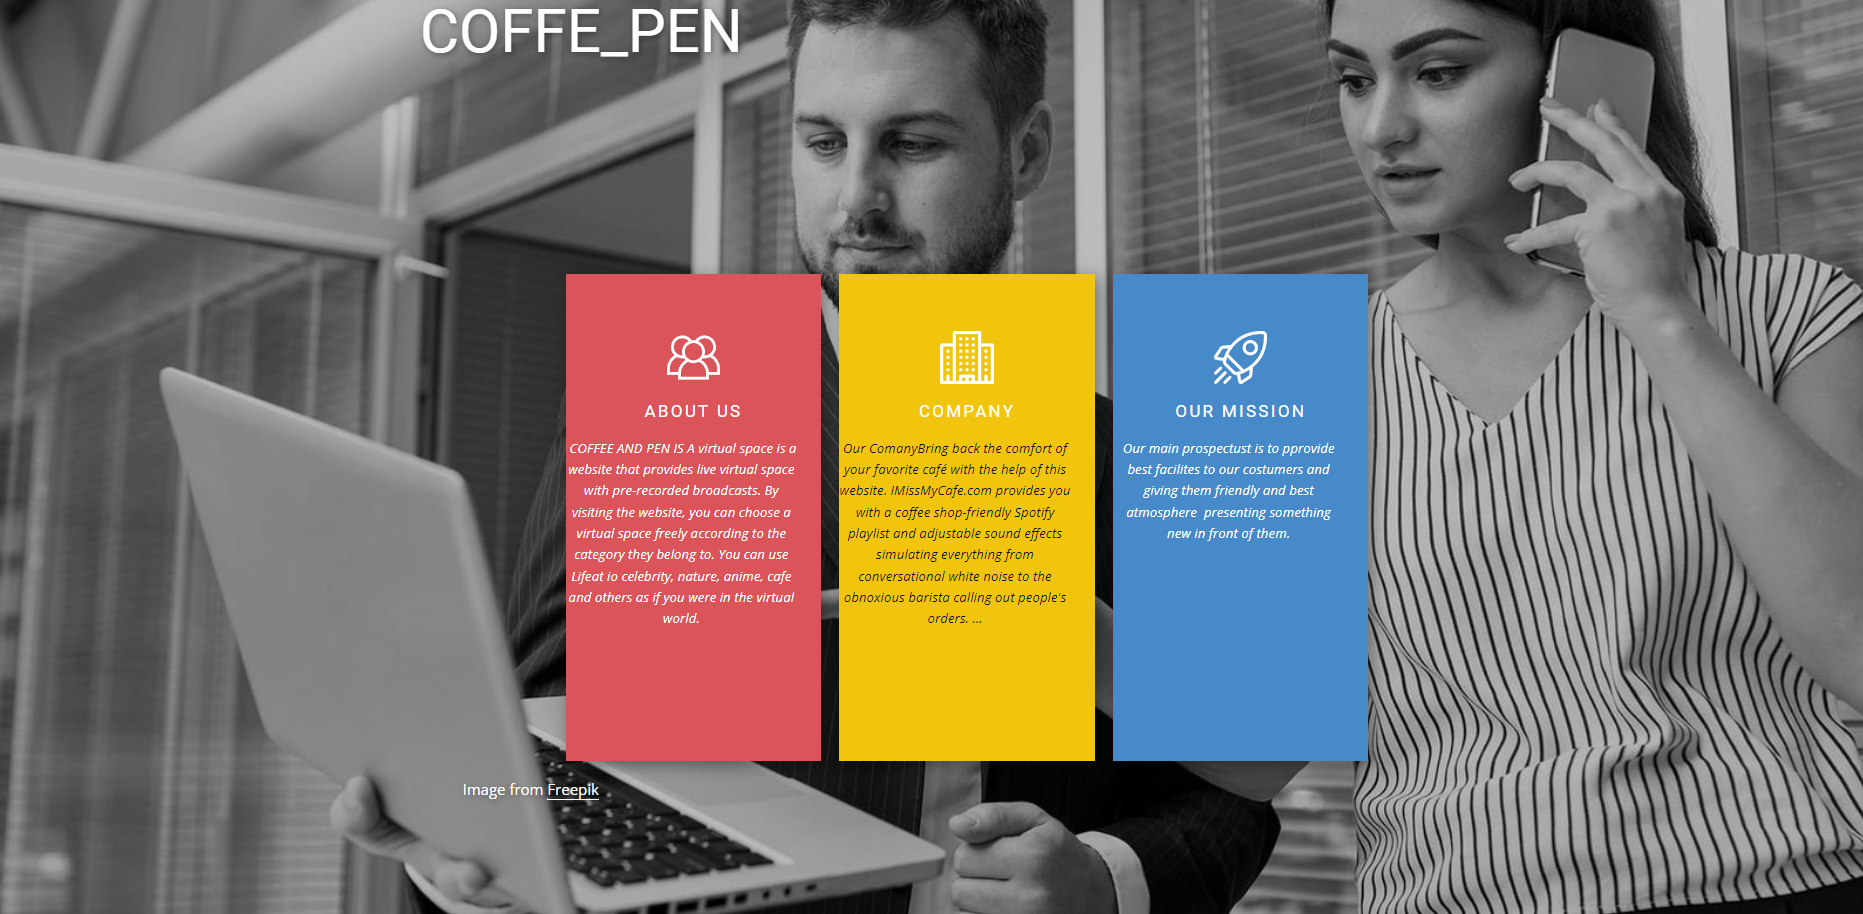 COFFE_PEN
ABOUT US
COFFEE AND PEN IS A virtual space is a
website that provides live virtual space
with pre-recorded broadcasts. By
visiting the website, you can choose a
virtual space freely according to the
category they belong to. You can use
Lifeat io celebrity, nature, anime, cafe
and others as if you were in the virtual
world.
COMPANY
Our ComanyBring back the comfort of
your favorite café with the help of this
website. IMissMyCafe.com provides you
with a coffee shop-friendly Spotify
playlist and adjustable sound effects
simulating everything from
conversational white noise to the
obnoxious barista calling out people's
orders. ...
OUR MISSION
Our main prospectust is to pprovide
best facilites to our costumers and
giving them friendly and best
atmosphere  presenting something
new in front of them.
Image from Freepik